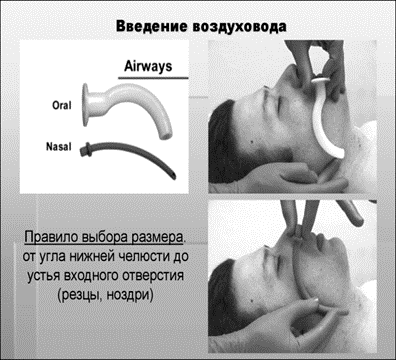 Введение воздуховода
Airways
Oral
Nasal
Правило выбора размера.
от угла нижней челюсти до
устья входного отверстия
(резцы, ноздри)